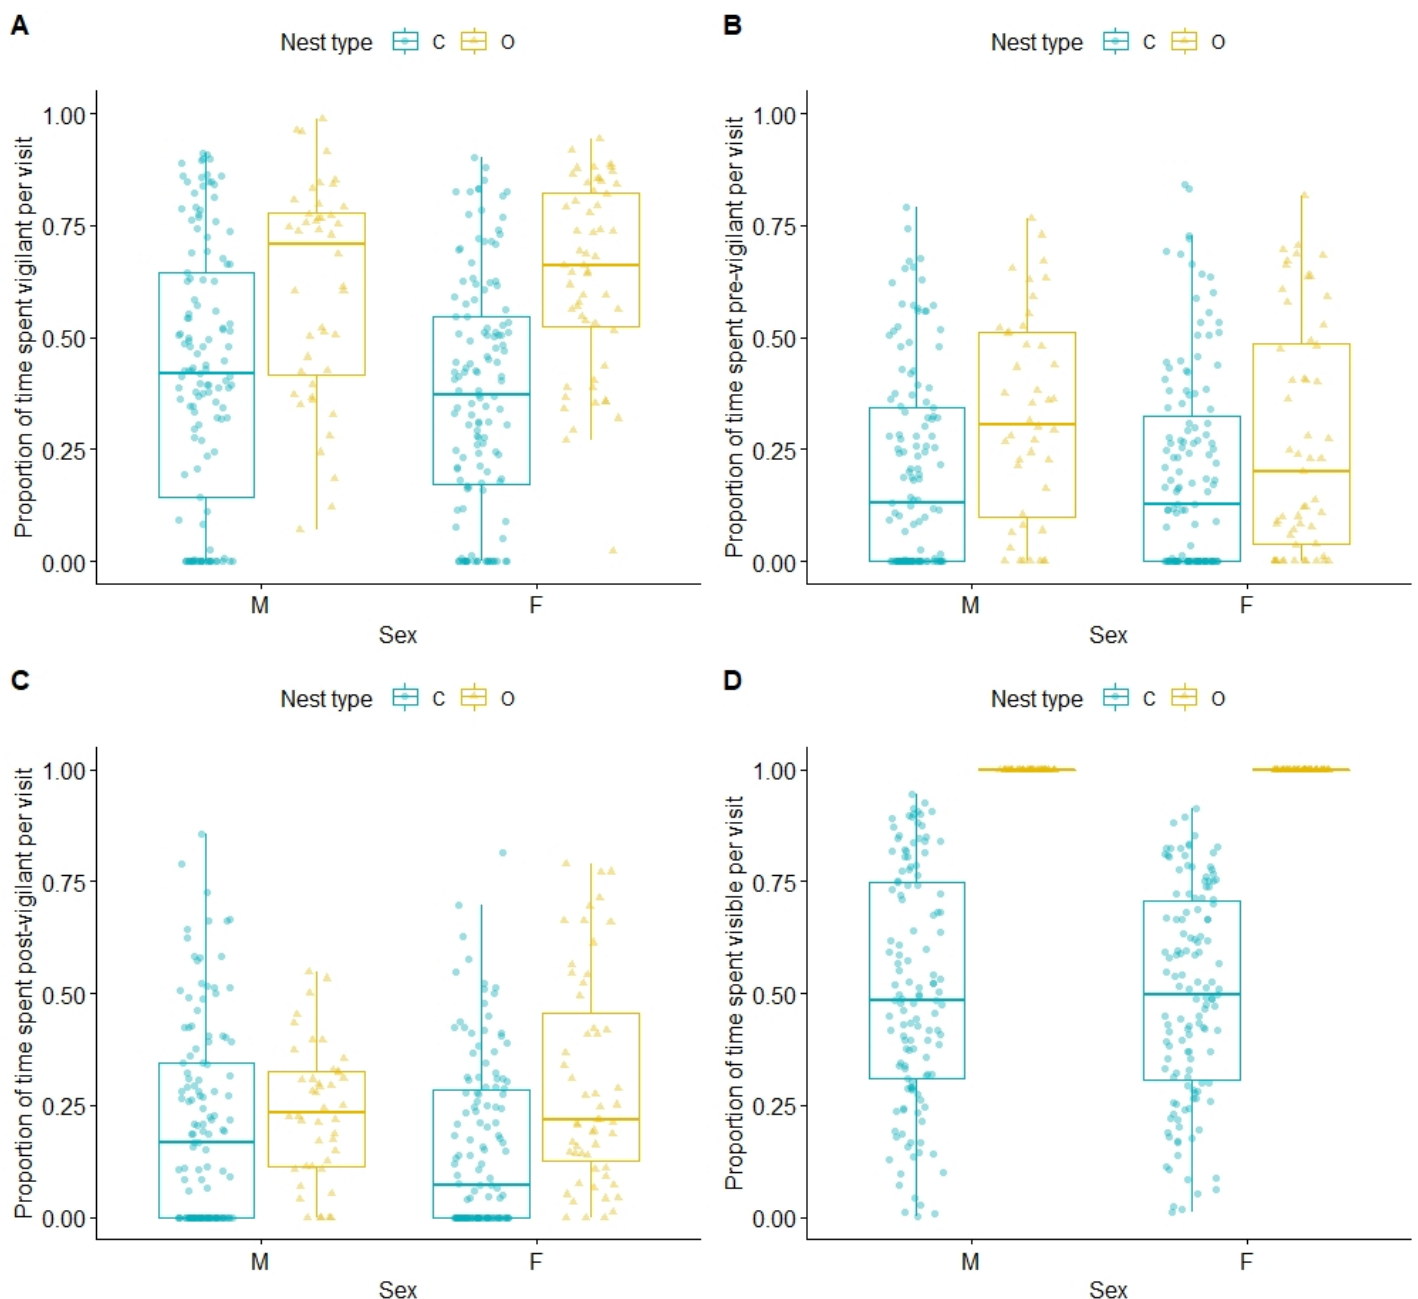 A
Nest type C O
Proportion of time spent vigilant per visit
1.00
0.75
0.50
0.25
0.00
M F
Sex
B
Nest type C O
Proportion of time spent pre-vigilant per visit
1.00
0.75
0.50
0.25
0.00
M F
Sex
C
Nest type C O
Proportion of time spent post-vigilant per visit
1.00
0.75
0.50
0.25
0.00
M F
Sex
D
Nest type C O
Proportion of time spent visible per visit
1.00
0.75
0.50
0.25
0.00
M F
Sex